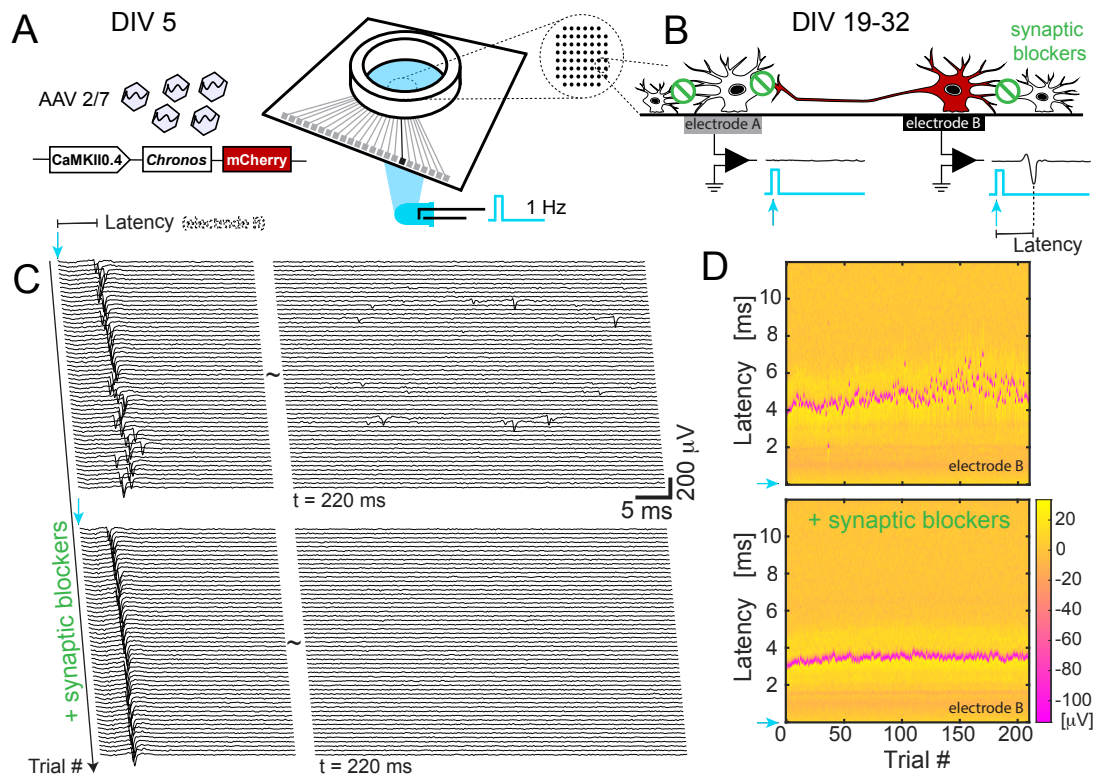 A
DIV 5
AAV 2/7
CaMKII0.4
Chronos
mCherry
1 Hz
B
DIV 19-32
synaptic
blockers
electrode A
electrode B
Latency
Latency
C
~
t = 220 ms
200 µV
5 ms
+ synaptic blockers
~
Trial #
t = 220 ms
D
Latency [ms]
10
8
6
4
2
electrode B
+ synaptic blockers
Latency [ms]
10
8
6
4
2
electrode B
0
50
100
150
200
Trial #
20
0
-20
-40
-60
-80
-100
[µV]